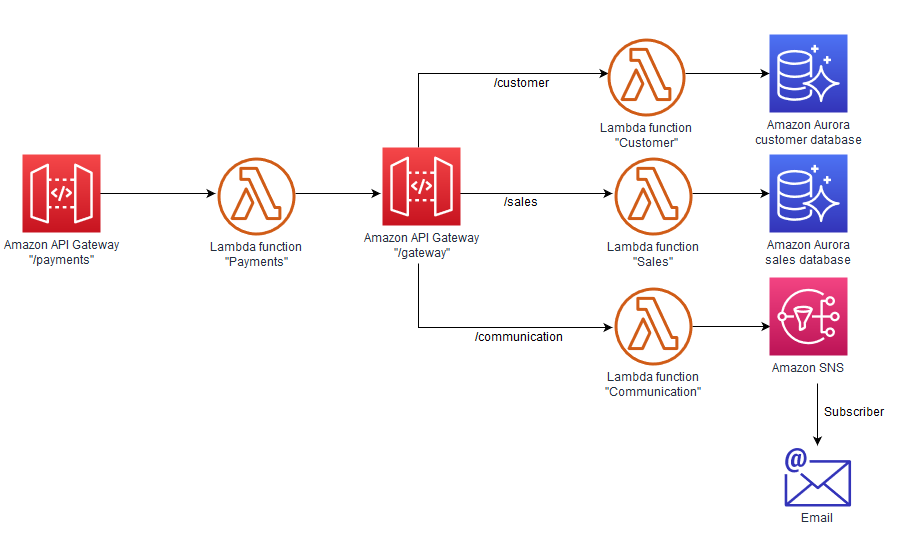 Amazon API Gateway
"/payments"
Lambda function
"Payments"
Amazon API Gateway
"/gateway"
/customer
Lambda function
"Customer"
Amazon Aurora
customer database
/sales
Lambda function
"Sales"
Amazon Aurora
sales database
/communication
Lambda function
"Communication"
Amazon SNS
Subscriber
@
Email